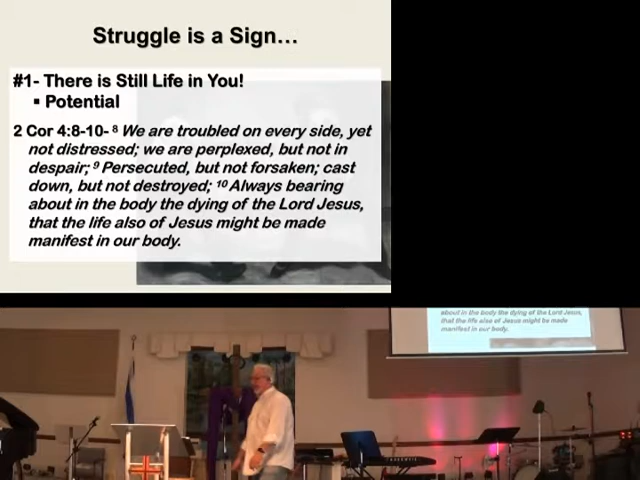 Struggle is a Sign…
#1- There is Still Life in You!
▪ Potential
2 Cor 4:8-10- ⁸ We are troubled on every side, yet
not distressed; we are perplexed, but not in
despair; ⁹ Persecuted, but not forsaken; cast
down, but not destroyed; ¹⁰ Always bearing
about in the body the dying of the Lord Jesus,
that the life also of Jesus might be made
manifest in our body.
about in the body the dying of the Lord Jesus,
that the life also of Jesus might be made
manifest in our body.